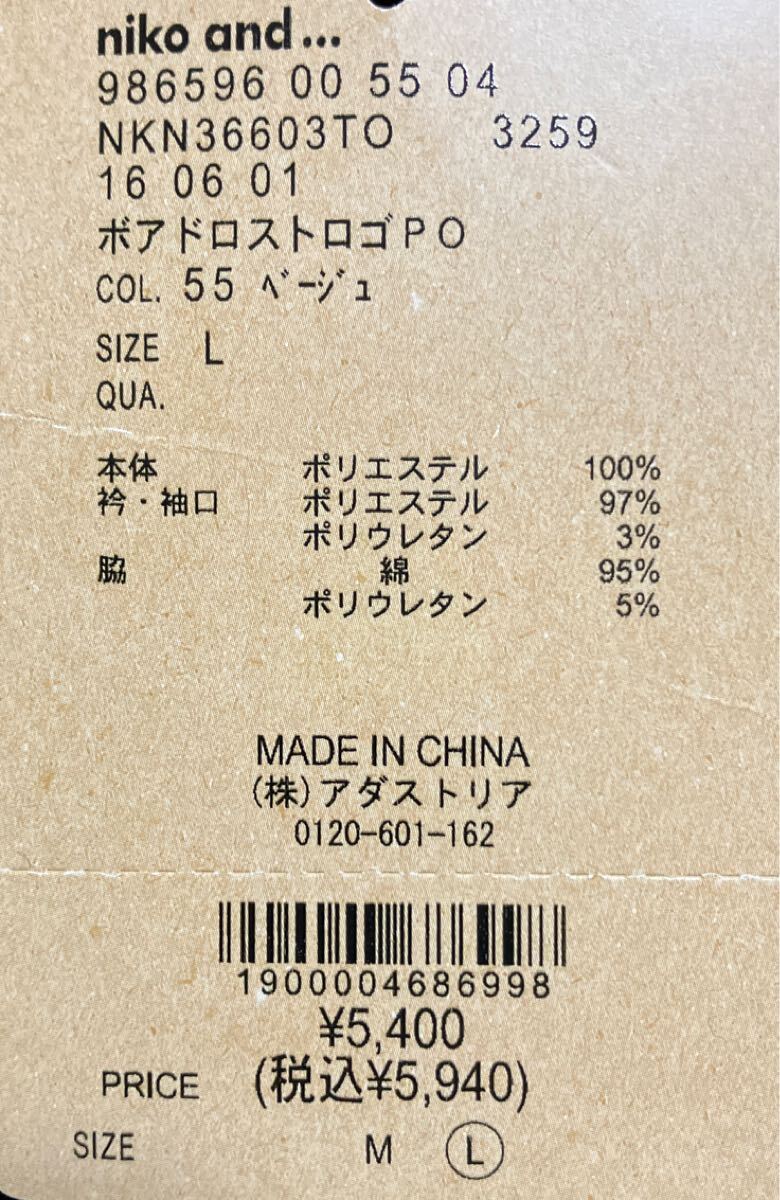 niko and...
986596 00 55 04
NKN36603TO 3259
16 06 01
ボアドロストロゴPO
COL. 55 ﾍﾞｰｼﾞｭ
SIZE L
QUA.
本体 ポリエステル 100%
衿・袖口 ポリエステル 97%
ポリウレタン 3%
脇 綿 95%
ポリウレタン 5%
MADE IN CHINA
(株)アダストリア
0120-601-162
1900004686998
¥5,400
PRICE (税込¥5,940)
SIZE M L